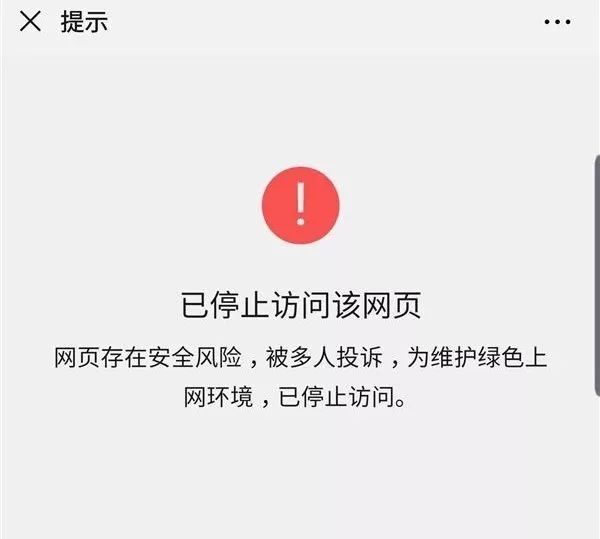 提示
已停止访问该网页
网页存在安全风险，被多人投诉，为维护绿色上
网环境，已停止访问。